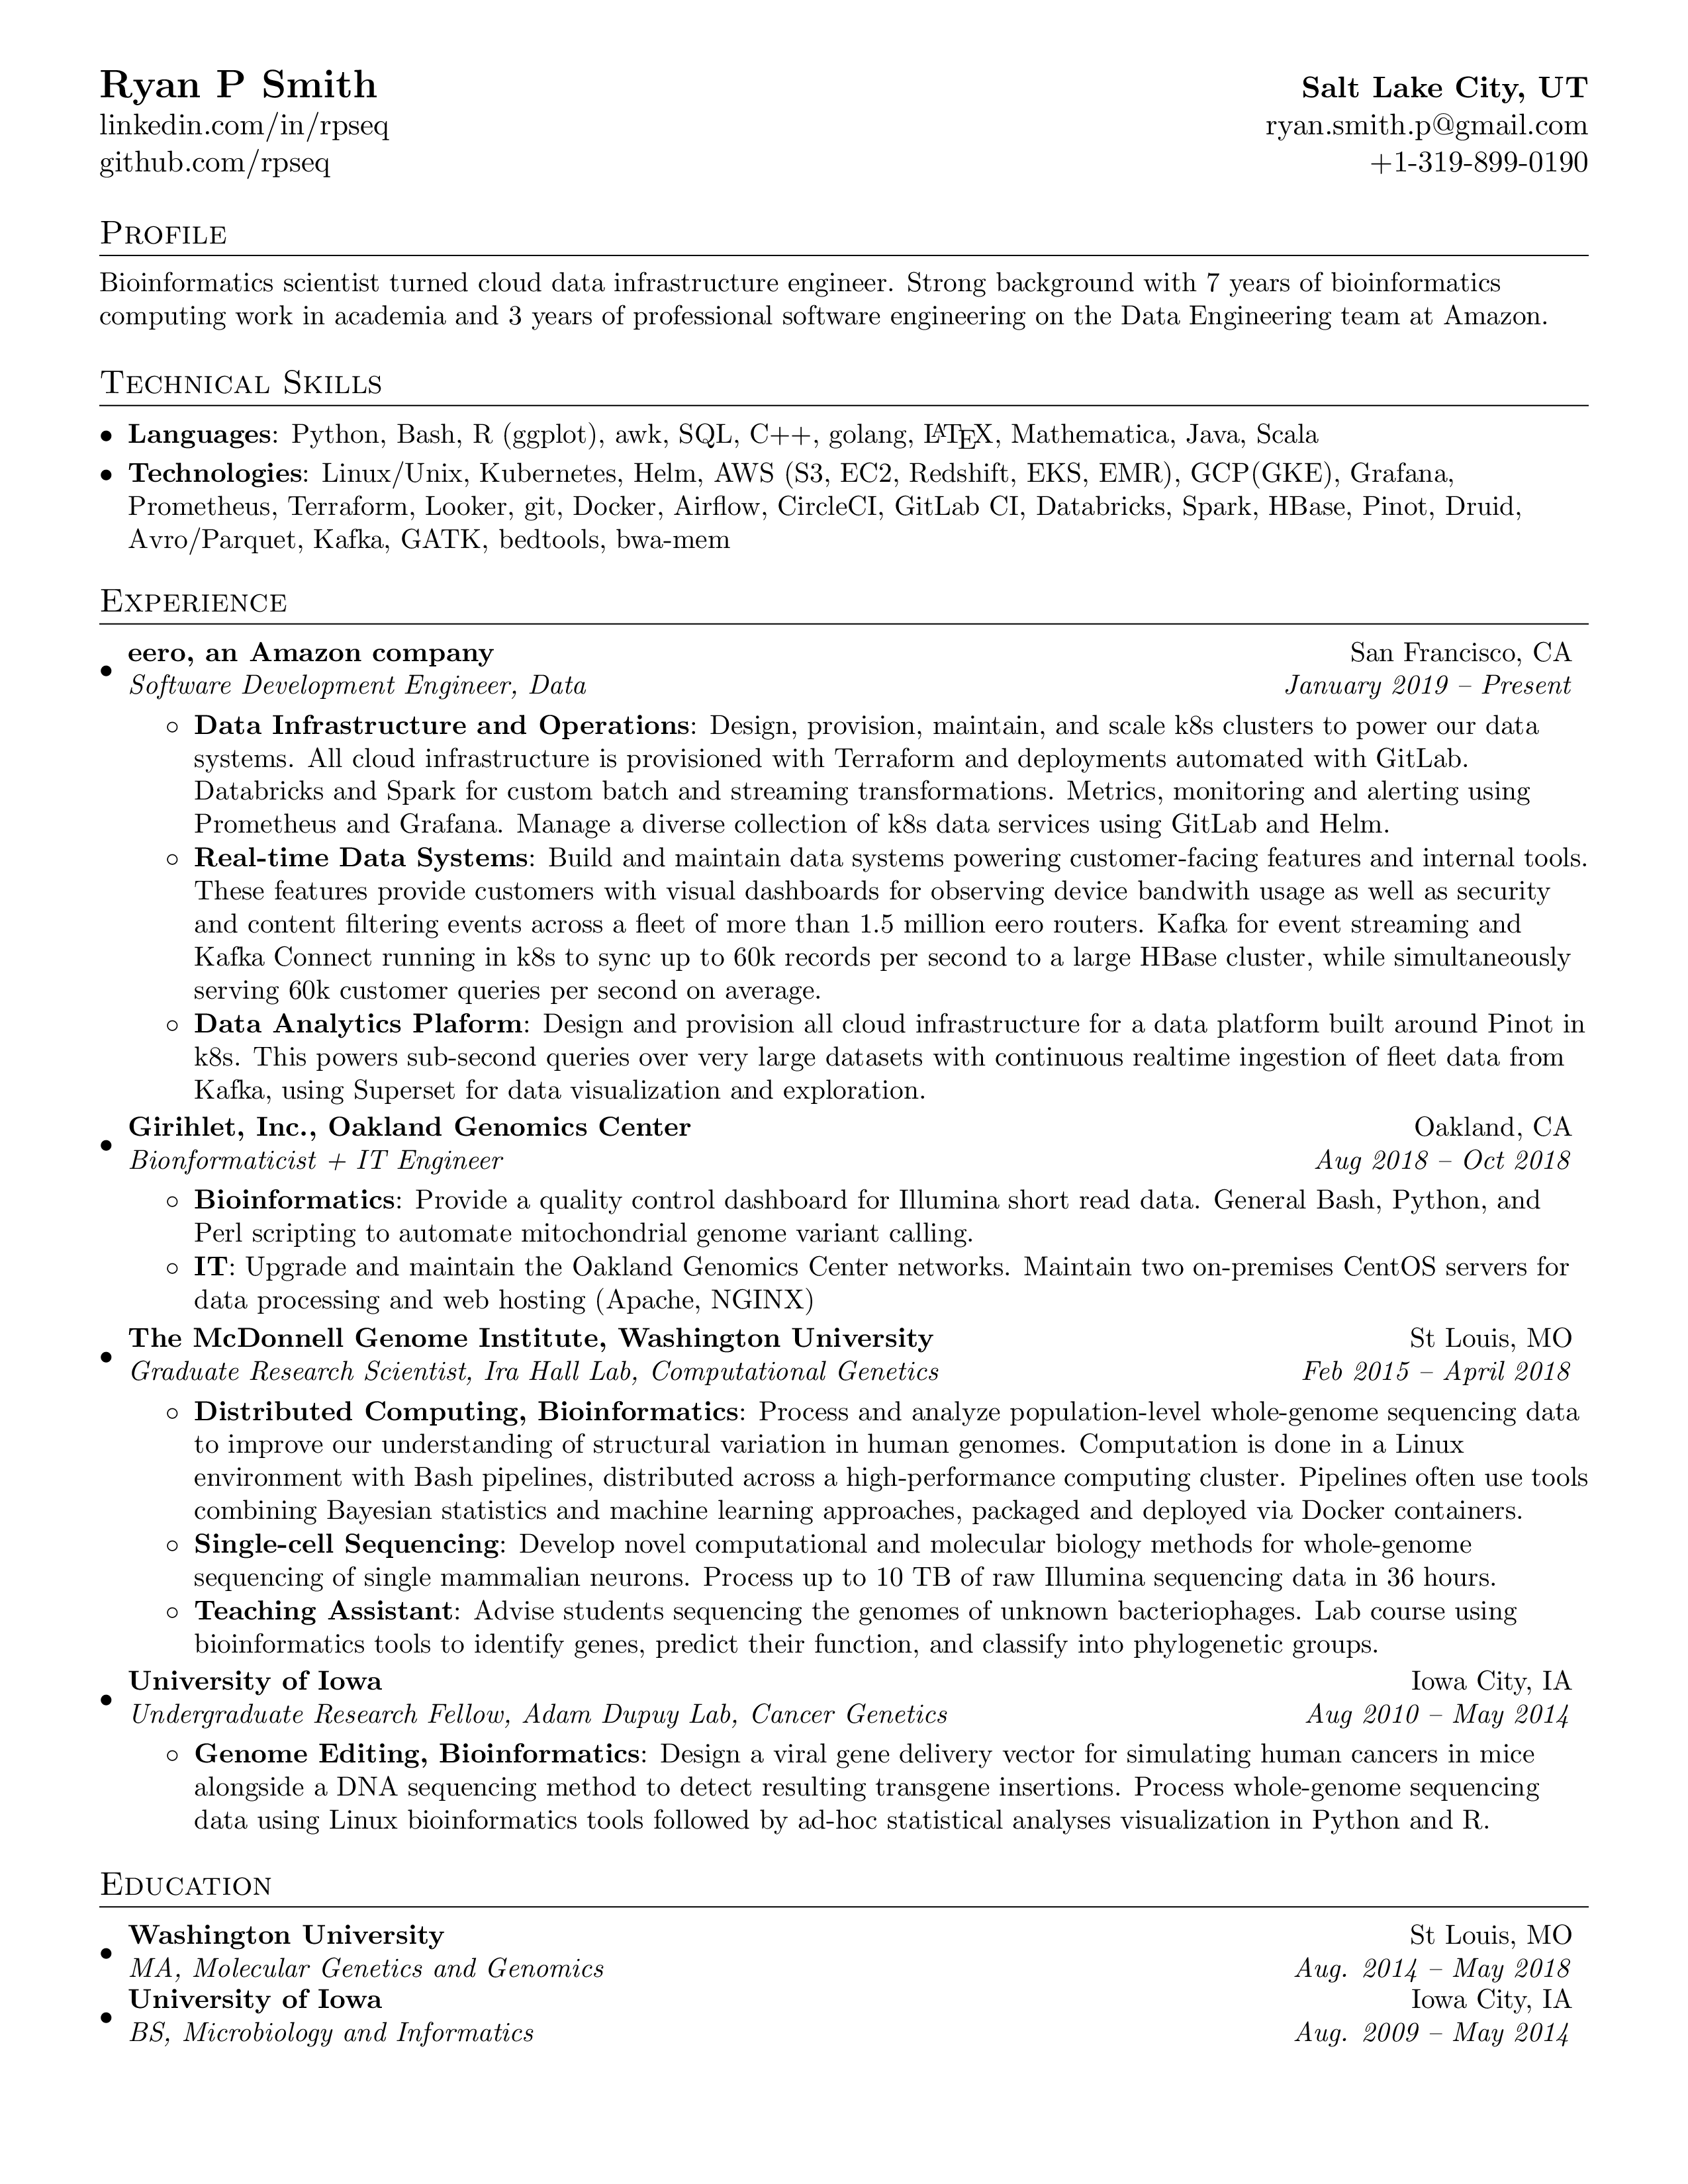 Ryan P Smith
Salt Lake City, UT
linkedin.com/in/rpseq
ryan.smith.p@gmail.com
github.com/rpseq
+1-319-899-0190
Profile
Bioinformatics scientist turned cloud data infrastructure engineer. Strong background with 7 years of bioinformatics
computing work in academia and 3 years of professional software engineering on the Data Engineering team at Amazon.
Technical Skills
• Languages: Python, Bash, R (ggplot), awk, SQL, C++, golang, LATEX, Mathematica, Java, Scala
• Technologies: Linux/Unix, Kubernetes, Helm, AWS (S3, EC2, Redshift, EKS, EMR), GCP(GKE), Grafana,
Prometheus, Terraform, Looker, git, Docker, Airflow, CircleCI, GitLab CI, Databricks, Spark, HBase, Pinot, Druid,
Avro/Parquet, Kafka, GATK, bedtools, bwa-mem
Experience
• eero, an Amazon company San Francisco, CA
Software Development Engineer, Data January 2019 – Present
◦ Data Infrastructure and Operations: Design, provision, maintain, and scale k8s clusters to power our data
systems. All cloud infrastructure is provisioned with Terraform and deployments automated with GitLab.
Databricks and Spark for custom batch and streaming transformations. Metrics, monitoring and alerting using
Prometheus and Grafana. Manage a diverse collection of k8s data services using GitLab and Helm.
◦ Real-time Data Systems: Build and maintain data systems powering customer-facing features and internal tools.
These features provide customers with visual dashboards for observing device bandwith usage as well as security
and content filtering events across a fleet of more than 1.5 million eero routers. Kafka for event streaming and
Kafka Connect running in k8s to sync up to 60k records per second to a large HBase cluster, while simultaneously
serving 60k customer queries per second on average.
◦ Data Analytics Plaform: Design and provision all cloud infrastructure for a data platform built around Pinot in
k8s. This powers sub-second queries over very large datasets with continuous realtime ingestion of fleet data from
Kafka, using Superset for data visualization and exploration.
• Girihlet, Inc., Oakland Genomics Center Oakland, CA
Bionformaticist + IT Engineer Aug 2018 – Oct 2018
◦ Bioinformatics: Provide a quality control dashboard for Illumina short read data. General Bash, Python, and
Perl scripting to automate mitochondrial genome variant calling.
◦ IT: Upgrade and maintain the Oakland Genomics Center networks. Maintain two on-premises CentOS servers for
data processing and web hosting (Apache, NGINX)
• The McDonnell Genome Institute, Washington University St Louis, MO
Graduate Research Scientist, Ira Hall Lab, Computational Genetics Feb 2015 – April 2018
◦ Distributed Computing, Bioinformatics: Process and analyze population-level whole-genome sequencing data
to improve our understanding of structural variation in human genomes. Computation is done in a Linux
environment with Bash pipelines, distributed across a high-performance computing cluster. Pipelines often use tools
combining Bayesian statistics and machine learning approaches, packaged and deployed via Docker containers.
◦ Single-cell Sequencing: Develop novel computational and molecular biology methods for whole-genome
sequencing of single mammalian neurons. Process up to 10 TB of raw Illumina sequencing data in 36 hours.
◦ Teaching Assistant: Advise students sequencing the genomes of unknown bacteriophages. Lab course using
bioinformatics tools to identify genes, predict their function, and classify into phylogenetic groups.
• University of Iowa Iowa City, IA
Undergraduate Research Fellow, Adam Dupuy Lab, Cancer Genetics Aug 2010 – May 2014
◦ Genome Editing, Bioinformatics: Design a viral gene delivery vector for simulating human cancers in mice
alongside a DNA sequencing method to detect resulting transgene insertions. Process whole-genome sequencing
data using Linux bioinformatics tools followed by ad-hoc statistical analyses visualization in Python and R.
Education
• Washington University St Louis, MO
MA, Molecular Genetics and Genomics Aug. 2014 – May 2018
• University of Iowa Iowa City, IA
BS, Microbiology and Informatics Aug. 2009 – May 2014